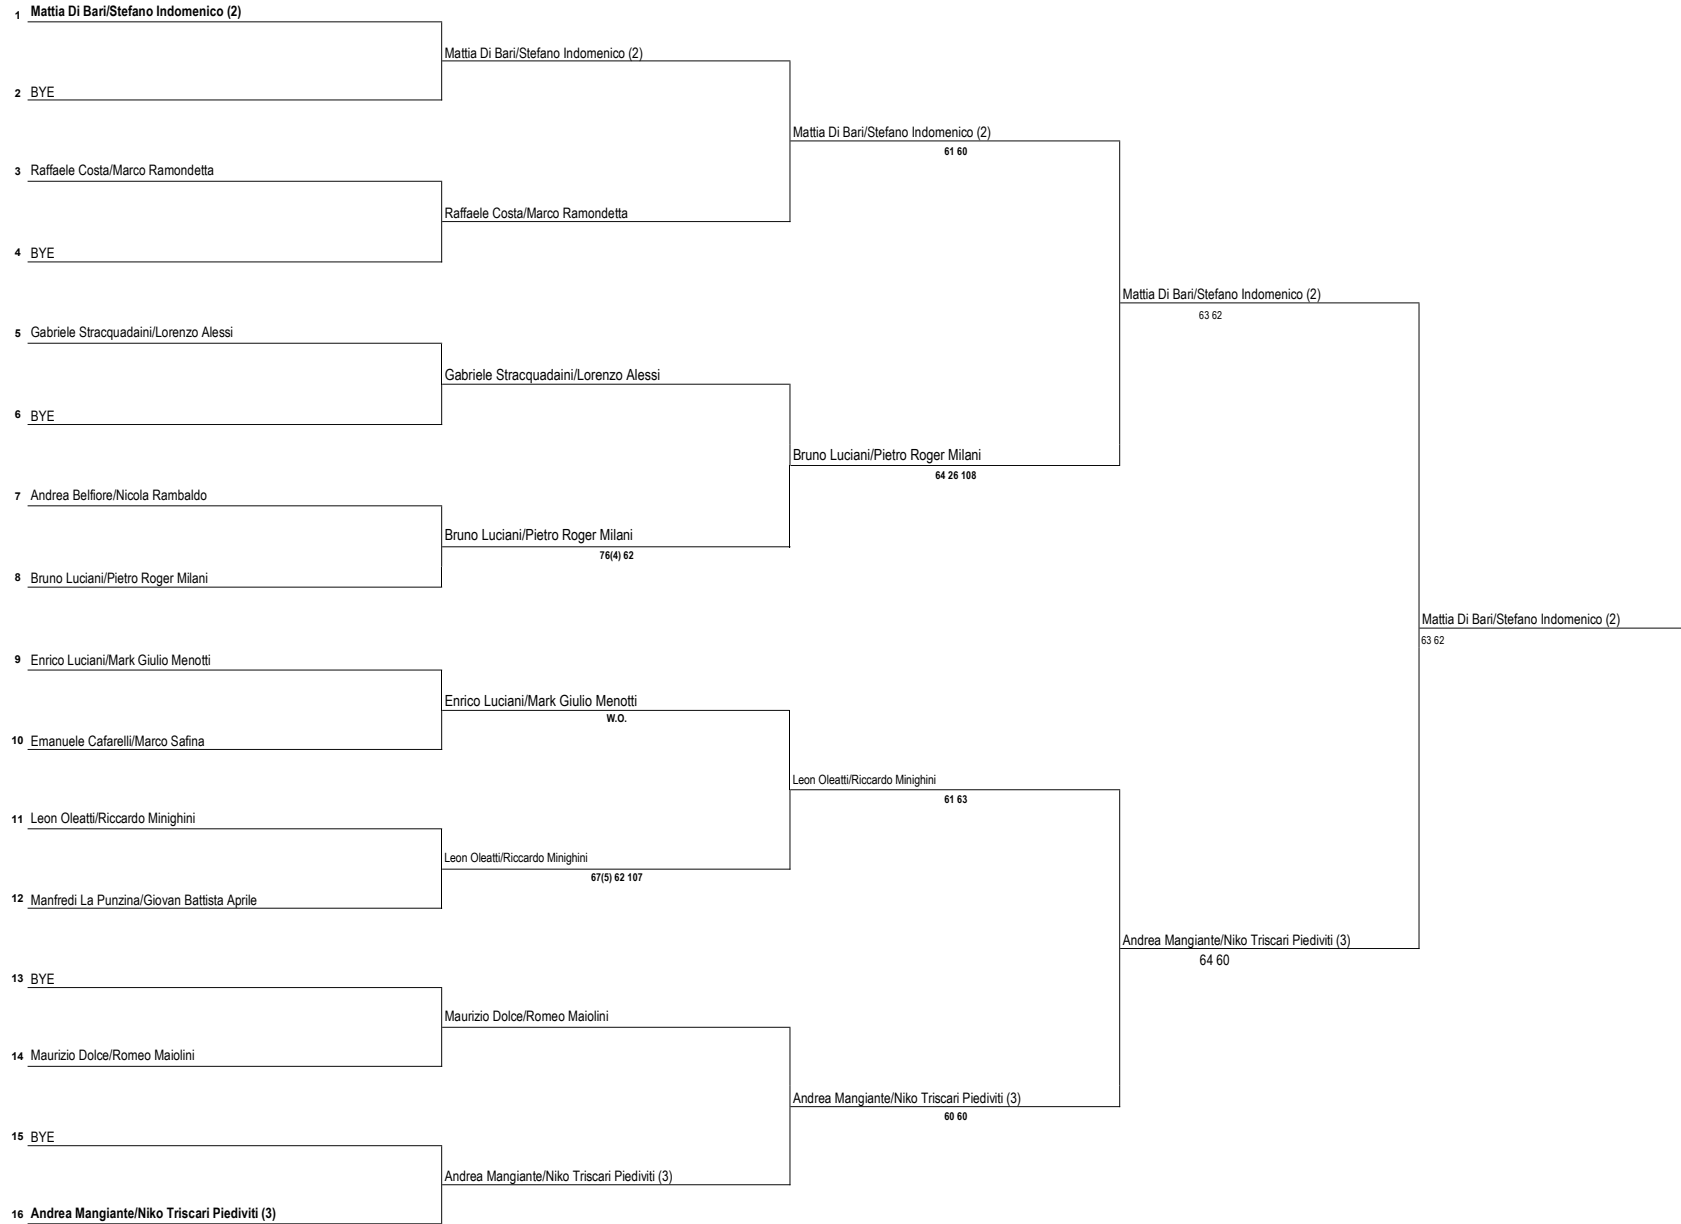 1 Mattia Di Bari/Stefano Indomenico (2)
Mattia Di Bari/Stefano Indomenico (2)
2 BYE
Mattia Di Bari/Stefano Indomenico (2)
61 60
3 Raffaele Costa/Marco Ramondetta
Raffaele Costa/Marco Ramondetta
4 BYE
Mattia Di Bari/Stefano Indomenico (2)
63 62
5 Gabriele Stracquadaini/Lorenzo Alessi
Gabriele Stracquadaini/Lorenzo Alessi
6 BYE
Bruno Luciani/Pietro Roger Milani
64 26 108
7 Andrea Belfiore/Nicola Rambaldo
Bruno Luciani/Pietro Roger Milani
76(4) 62
8 Bruno Luciani/Pietro Roger Milani
Mattia Di Bari/Stefano Indomenico (2)
63 62
9 Enrico Luciani/Mark Giulio Menotti
Enrico Luciani/Mark Giulio Menotti
W.O.
10 Emanuele Cafarelli/Marco Safina
Leon Oleatti/Riccardo Minighini
61 63
11 Leon Oleatti/Riccardo Minighini
Leon Oleatti/Riccardo Minighini
67(5) 62 107
12 Manfredi La Punzina/Giovan Battista Aprile
Andrea Mangiante/Niko Triscari Piediviti (3)
64 60
13 BYE
Maurizio Dolce/Romeo Maiolini
14 Maurizio Dolce/Romeo Maiolini
Andrea Mangiante/Niko Triscari Piediviti (3)
60 60
15 BYE
Andrea Mangiante/Niko Triscari Piediviti (3)
16 Andrea Mangiante/Niko Triscari Piediviti (3)